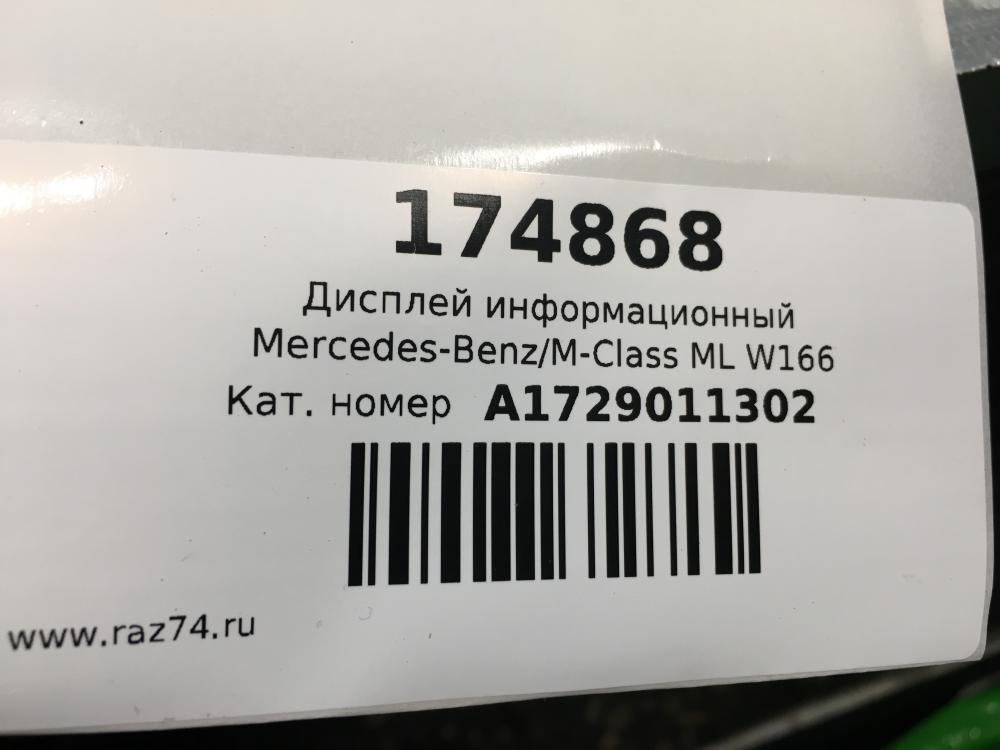 174868
Дисплей информационный
Mercedes-Benz/M-Class ML W166
Кат. номер A1729011302
www.raz74.ru